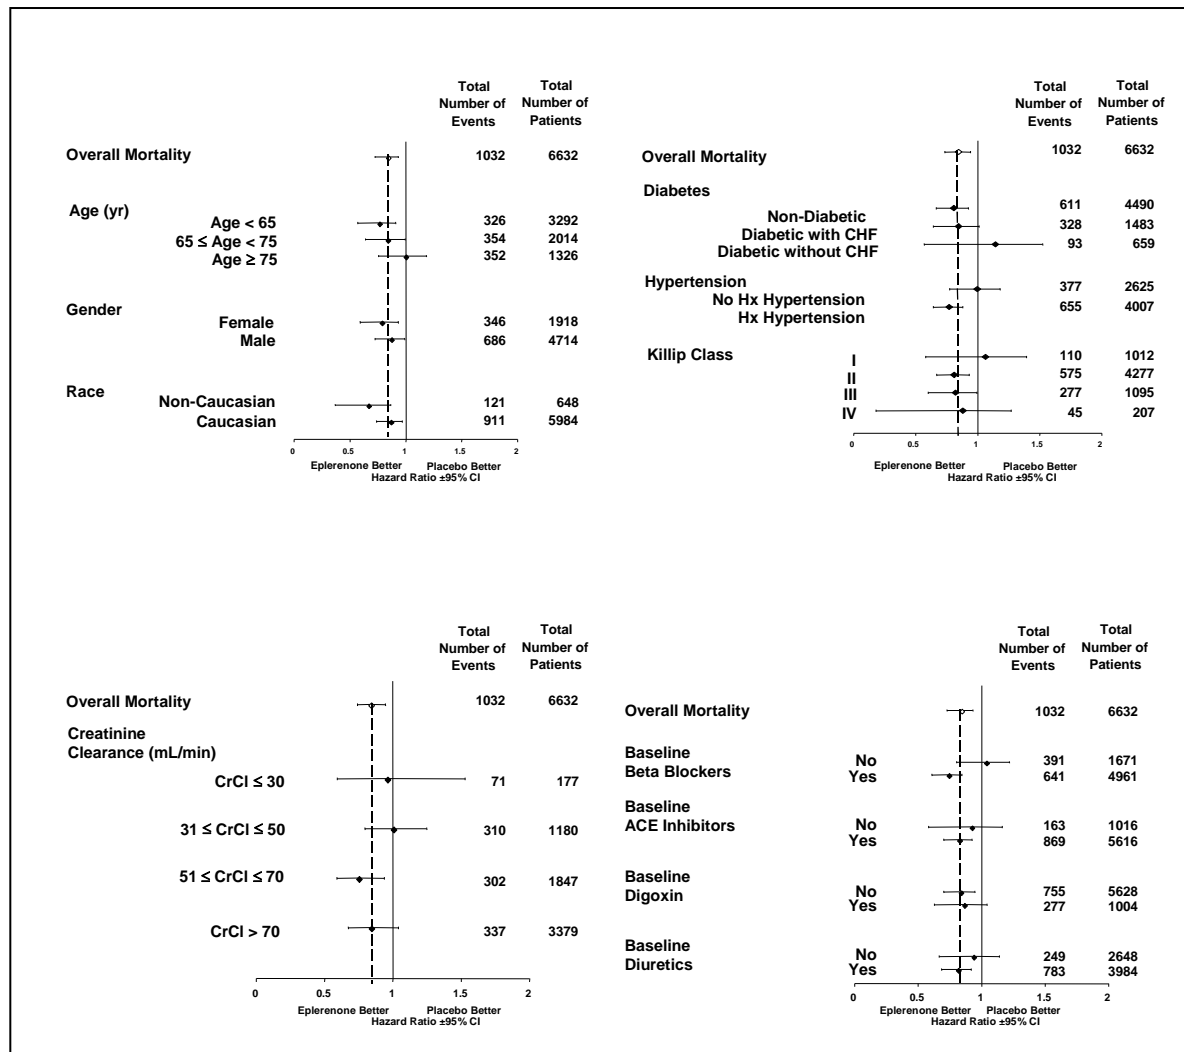 Total Total
Number of Number of
Events Patients
Overall Mortality 1032 6632
Age (yr)
Age < 65 326 3292
65 ≤ Age < 75 354 2014
Age ≥ 75 352 1326
Gender
Female 346 1918
Male 686 4714
Race
Non-Caucasian 121 648
Caucasian 911 5984
0 0.5 1 1.5 2
Eplerenone Better Placebo Better
Hazard Ratio ±95% CI
Total Total
Number of Number of
Events Patients
Overall Mortality 1032 6632
Diabetes
611 4490
Non-Diabetic
328 1483
Diabetic with CHF
93 659
Diabetic without CHF
Hypertension
377 2625
No Hx Hypertension
655 4007
Hx Hypertension
Killip Class
I 110 1012
II 575 4277
III 277 1095
IV 45 207
0 0.5 1 1.5 2
Eplerenone Better Placebo Better
Hazard Ratio ±95% CI
Total Total
Number of Number of
Events Patients
Overall Mortality 1032 6632
Creatinine
Clearance (mL/min)
CrCl ≤ 30 71 177
31 ≤ CrCl ≤ 50 310 1180
51 ≤ CrCl ≤ 70 302 1847
CrCl > 70 337 3379
0 0.5 1 1.5 2
Eplerenone Better Placebo Better
Hazard Ratio ±95% CI
Total Total
Number of Number of
Events Patients
Overall Mortality 1032 6632
Baseline
Beta Blockers
No 391 1671
Yes 641 4961
Baseline
ACE Inhibitors
No 163 1016
Yes 869 5616
Baseline
Digoxin
No 755 5628
Yes 277 1004
Baseline
Diuretics
No 249 2648
Yes 783 3984
0 0.5 1 1.5 2
Eplerenone Better Placebo Better
Hazard Ratio ±95% CI